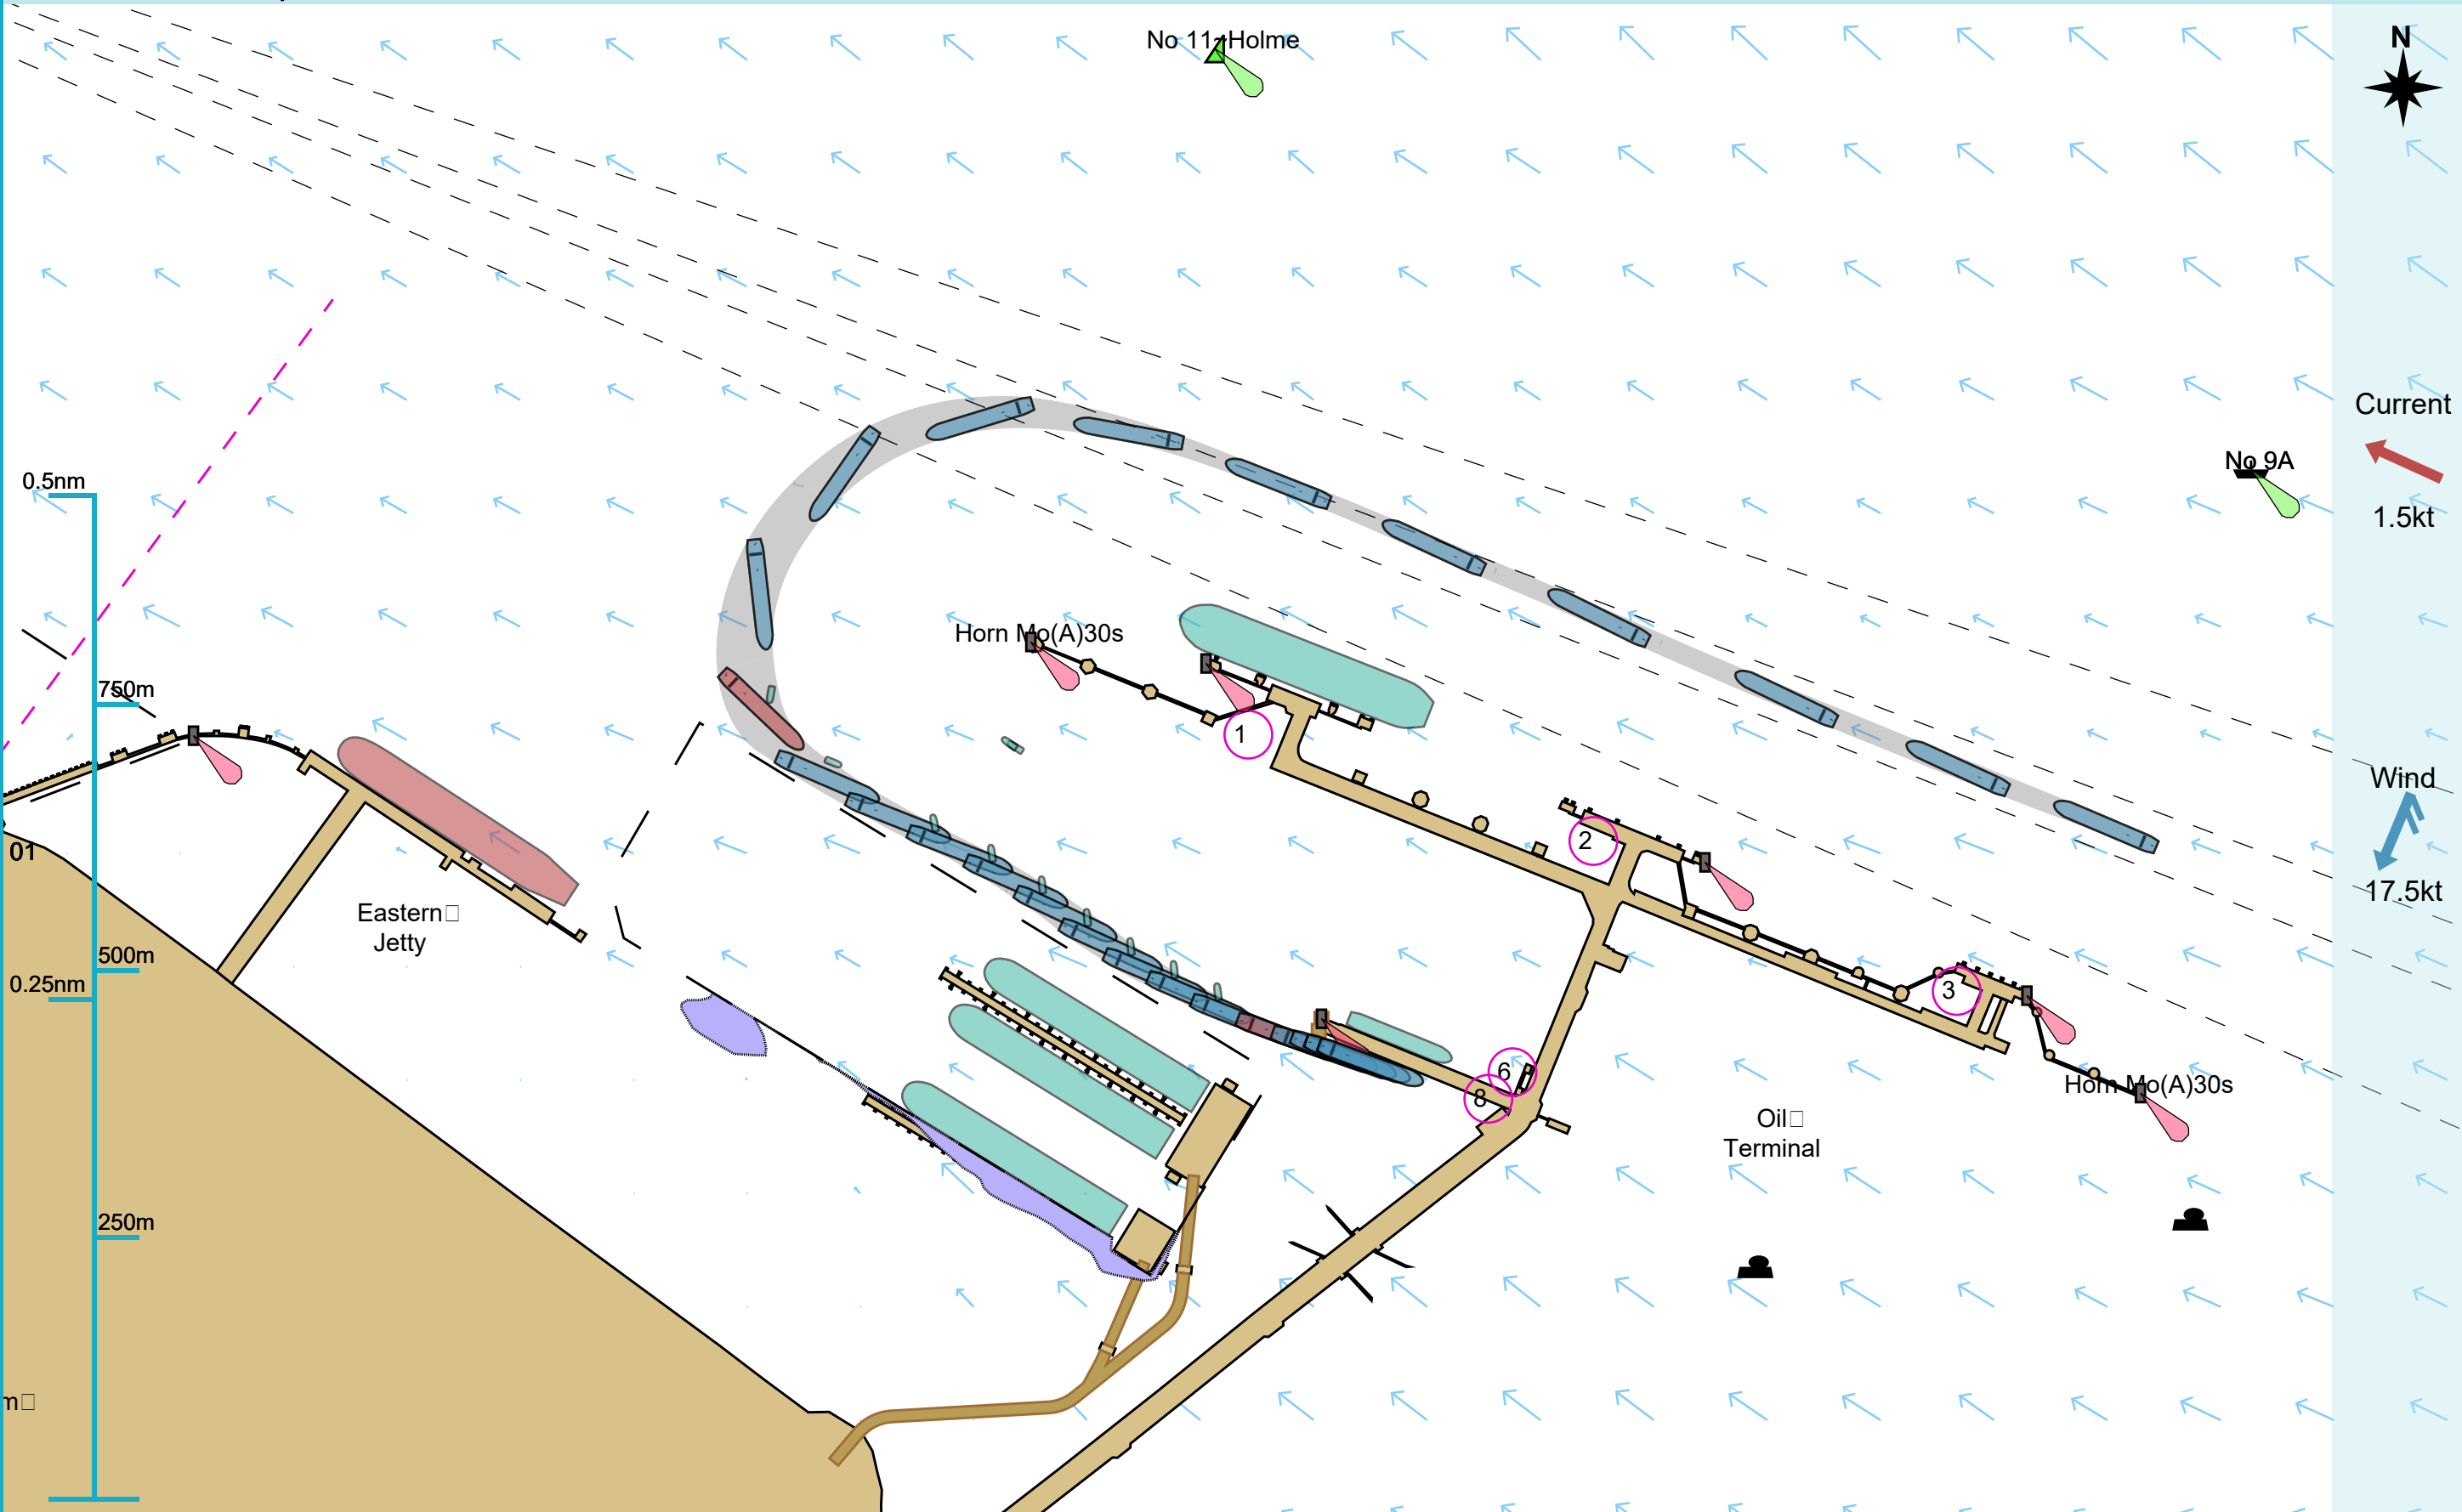 No 11 - Holme
N
Current
No 9A
1.5kt
0.5nm
Horn Mo(A)30s
750m
1
Wind
2
17.5kt
01
Eastern
Jetty
500m
0.25nm
3
6
8
Horn Mo(A)30s
Oil
Terminal
250m